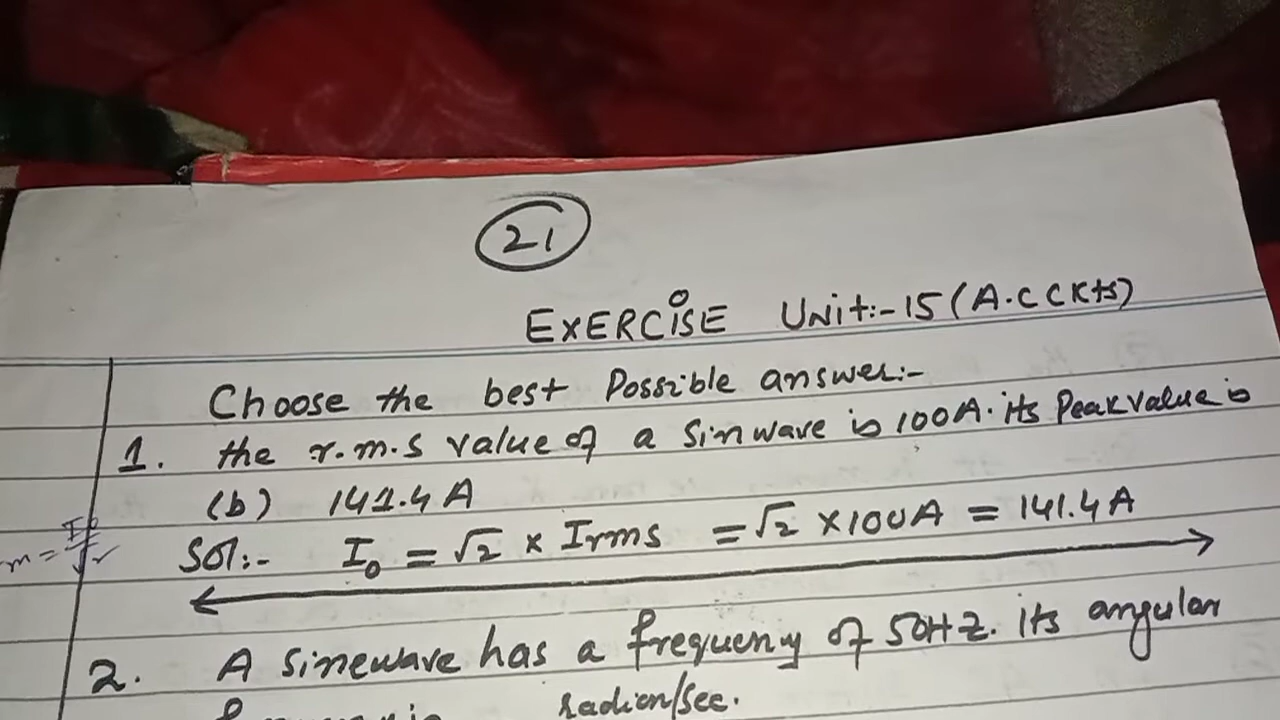 21
EXERCISE Unit:-15 (A.C CKts)
Choose the best Possible answer:-
1. the r.m.s value of a Sinwave is 100A. its Peak value is
(b) 141.4 A
Sol:- I₀ = √2 × Irms = √2 × 100A = 141.4 A
2. A sinewave has a frequency of 50HZ. its angular
radion/sec.